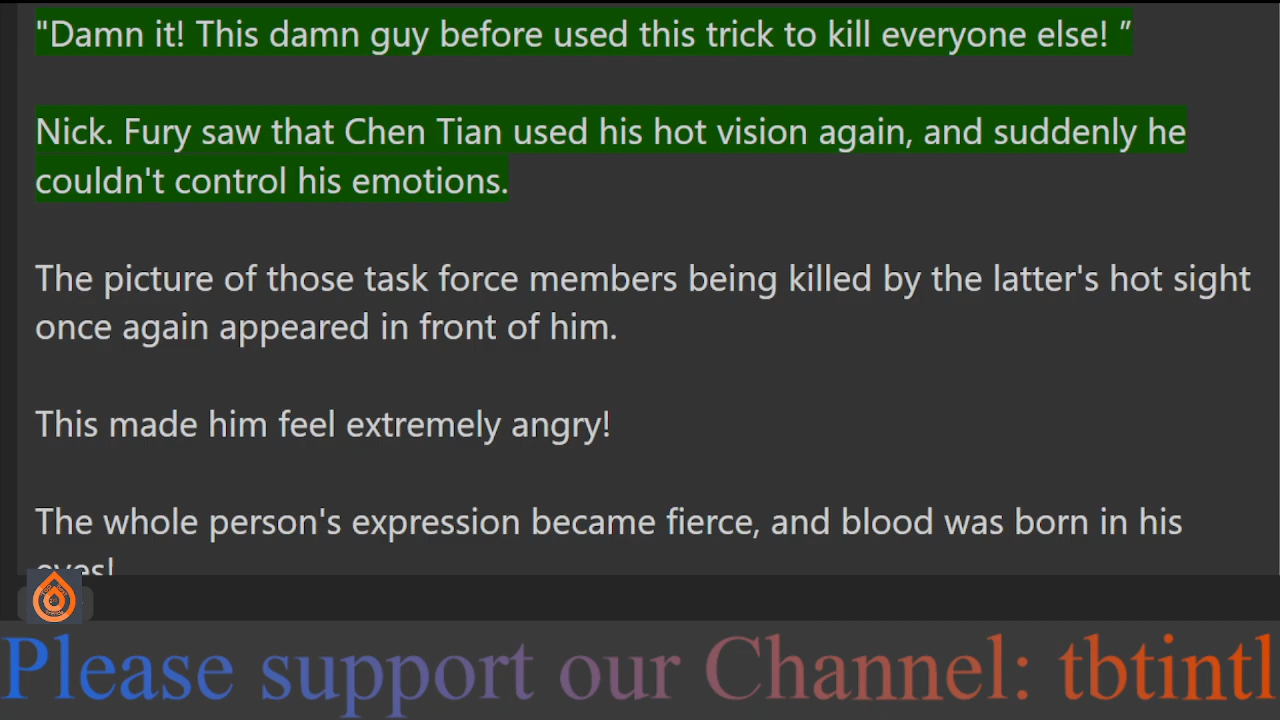 "Damn it! This damn guy before used this trick to kill everyone else! ”
Nick. Fury saw that Chen Tian used his hot vision again, and suddenly he
couldn't control his emotions.
The picture of those task force members being killed by the latter's hot sight
once again appeared in front of him.
This made him feel extremely angry!
The whole person's expression became fierce, and blood was born in his
eyes!
Please support our Channel: tbtintl